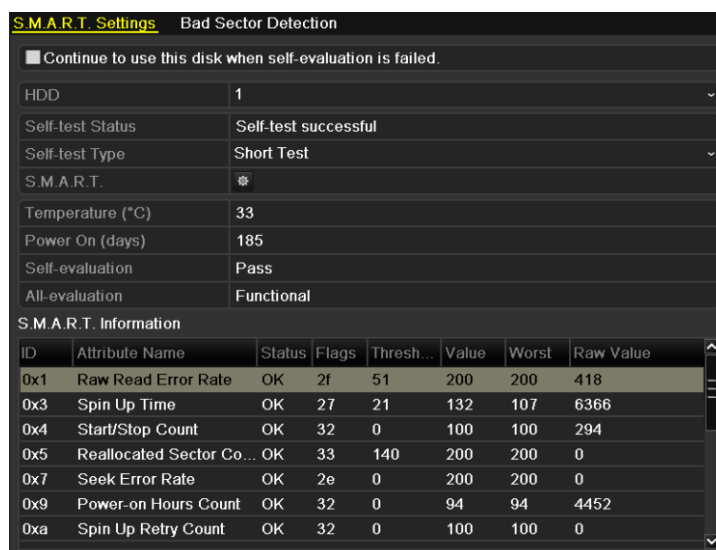 S.M.A.R.T. Settings Bad Sector Detection
Continue to use this disk when self-evaluation is failed.
HDD 1
Self-test Status Self-test successful
Self-test Type Short Test
S.M.A.R.T.
Temperature (°C) 33
Power On (days) 185
Self-evaluation Pass
All-evaluation Functional
S.M.A.R.T. Information
ID Attribute Name Status Flags Thresh... Value Worst Raw Value
0x1 Raw Read Error Rate OK 2f 51 200 200 418
0x3 Spin Up Time OK 27 21 132 107 6366
0x4 Start/Stop Count OK 32 0 100 100 294
0x5 Reallocated Sector Co... OK 33 140 200 200 0
0x7 Seek Error Rate OK 2e 0 200 200 0
0x9 Power-on Hours Count OK 32 0 94 94 4452
0xa Spin Up Retry Count OK 32 0 100 100 0